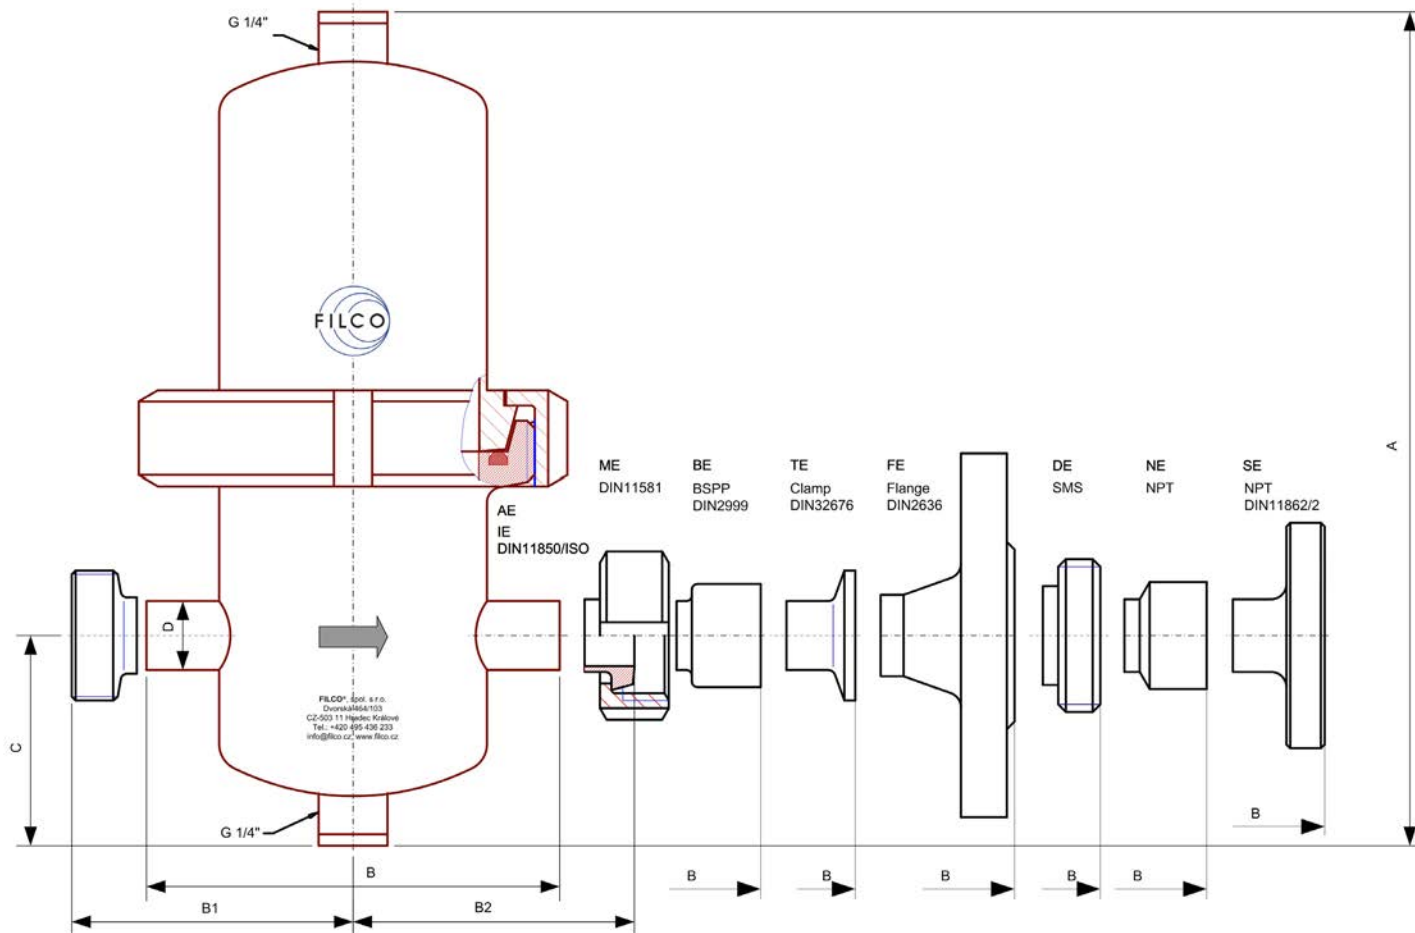 G 1/4"
FILCO
A
ME
DIN11581
BE
BSPP
DIN2999
TE
Clamp
DIN32676
FE
Flange
DIN2636
DE
SMS
NE
NPT
SE
NPT
DIN11862/2
AE
IE
DIN11850/ISO
D
FILCO®, spol. s r.o.
Dvorská 464/103
CZ-503 11 Hradec Králové
Tel.: +420 495 436 233
info@filco.cz, www.filco.cz
C
G 1/4"
B
B
B
B
B
B
B
B1
B2